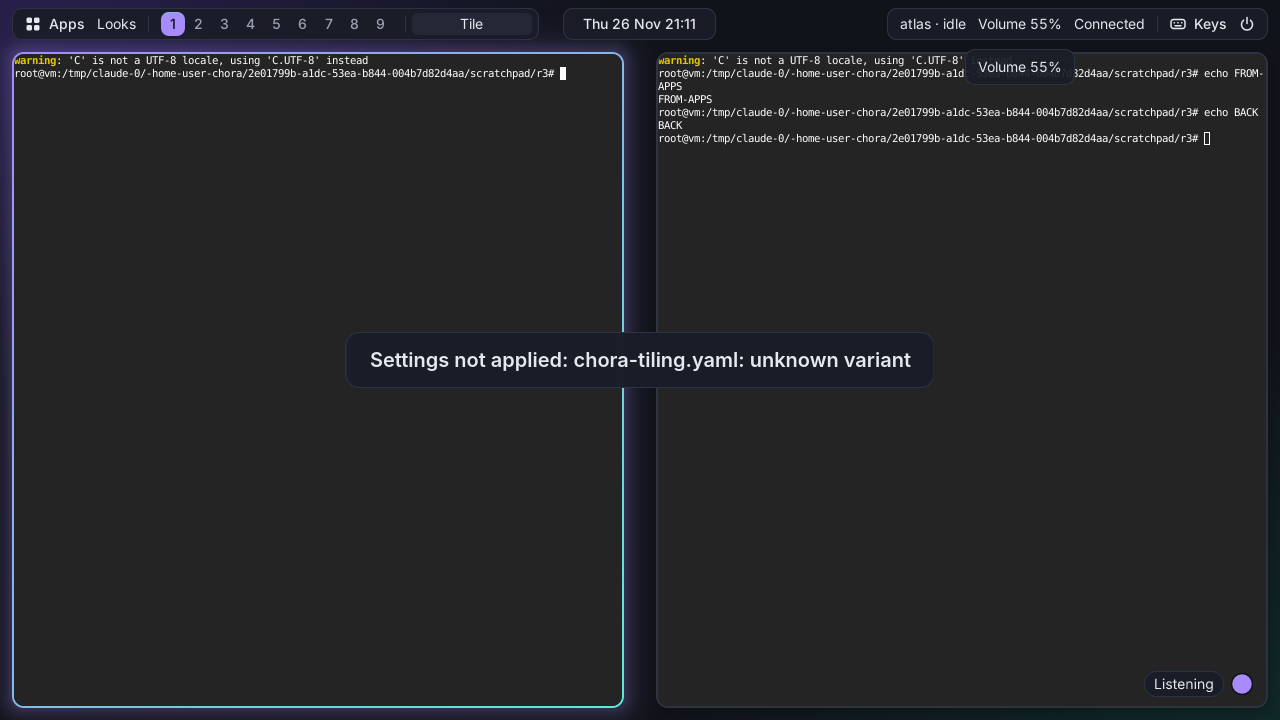 Apps Looks 1 2 3 4 5 6 7 8 9 Tile
Thu 26 Nov 21:11
atlas · idle Volume 55% Connected Keys
warning: 'C' is not a UTF-8 locale, using 'C.UTF-8' instead
root@vm:/tmp/claude-0/-home-user-chora/2e01799b-a1dc-53ea-b844-004b7d82d4aa/scratchpad/r3#
warning: 'C' is not a UTF-8 locale, using 'C.UTF-8'
Volume 55%
root@vm:/tmp/claude-0/-home-user-chora/2e01799b-a1dc-53ea-b844-004b7d82d4aa/scratchpad/r3# echo FROM-
APPS
FROM-APPS
root@vm:/tmp/claude-0/-home-user-chora/2e01799b-a1dc-53ea-b844-004b7d82d4aa/scratchpad/r3# echo BACK
BACK
root@vm:/tmp/claude-0/-home-user-chora/2e01799b-a1dc-53ea-b844-004b7d82d4aa/scratchpad/r3#
Settings not applied: chora-tiling.yaml: unknown variant
Listening